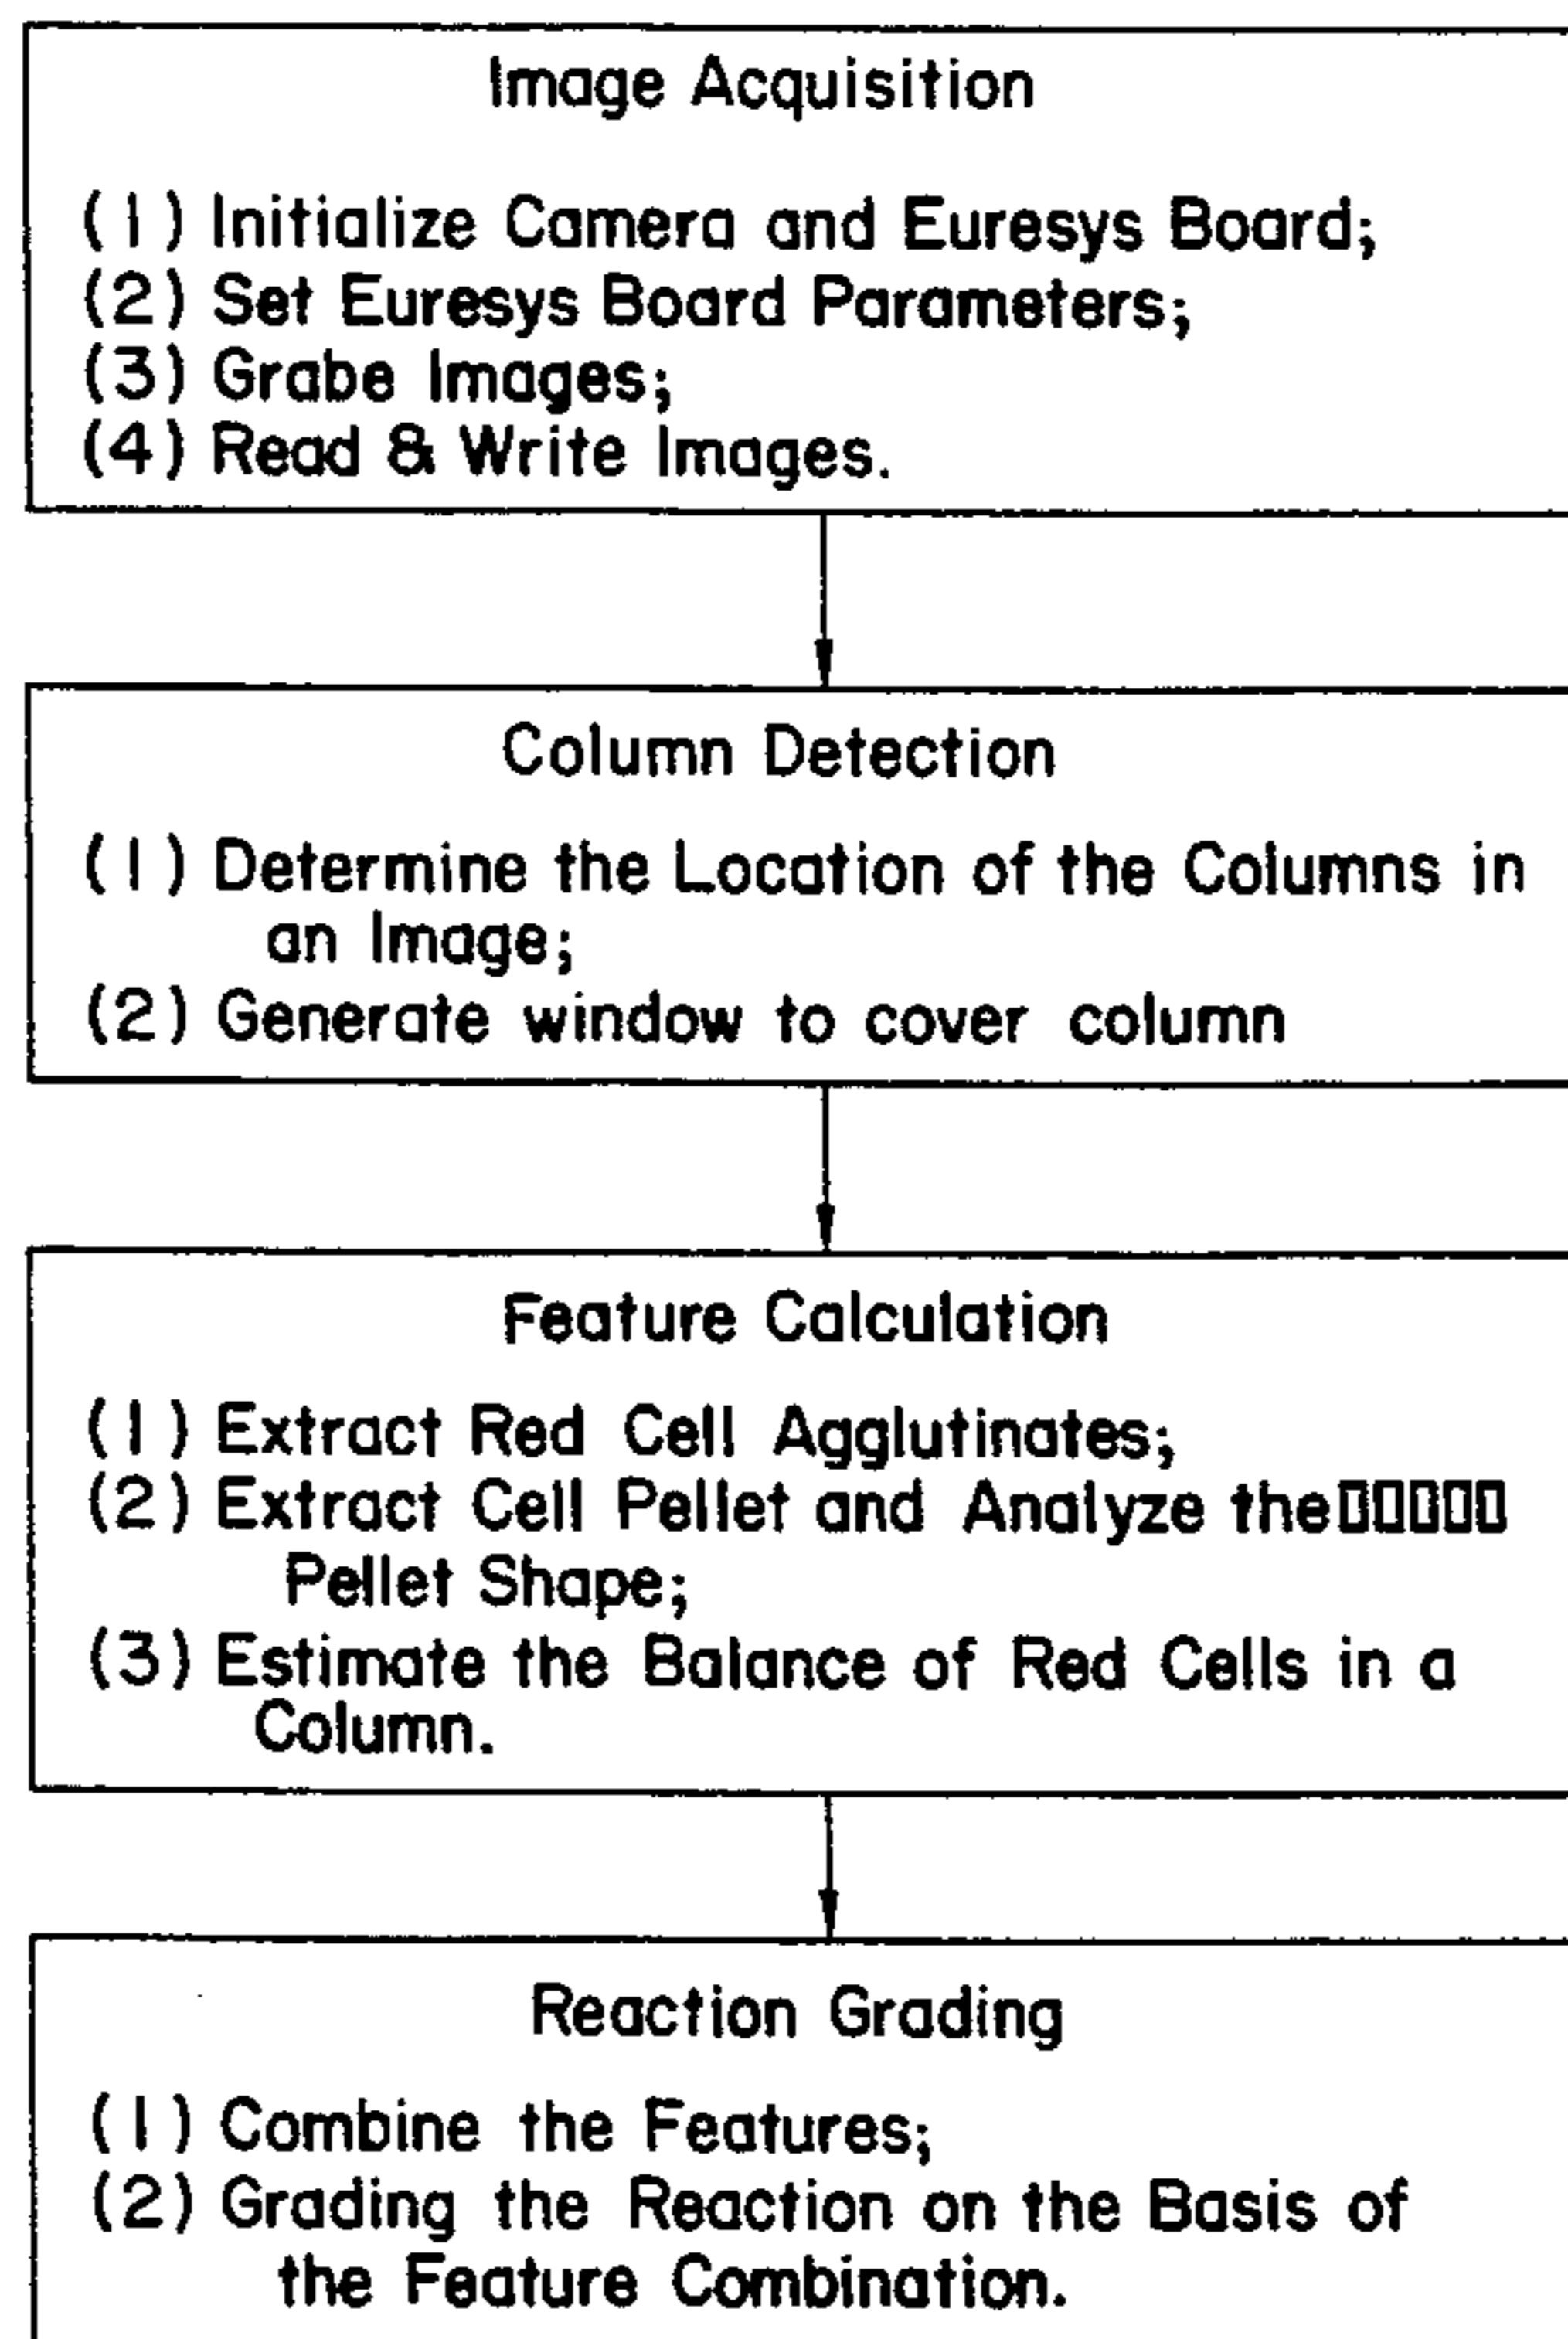 Image Acquisition
(1) Initialize Camera and Euresys Board;
(2) Set Euresys Board Parameters;
(3) Grabe Images;
(4) Read & Write Images.
Column Detection
(1) Determine the Location of the Columns in
an Image;
(2) Generate window to cover column
Feature Calculation
(1) Extract Red Cell Agglutinates;
(2) Extract Cell Pellet and Analyze the▯▯▯▯▯
Pellet Shape;
(3) Estimate the Balance of Red Cells in a
Column.
Reaction Grading
(1) Combine the Features;
(2) Grading the Reaction on the Basis of
the Feature Combination.